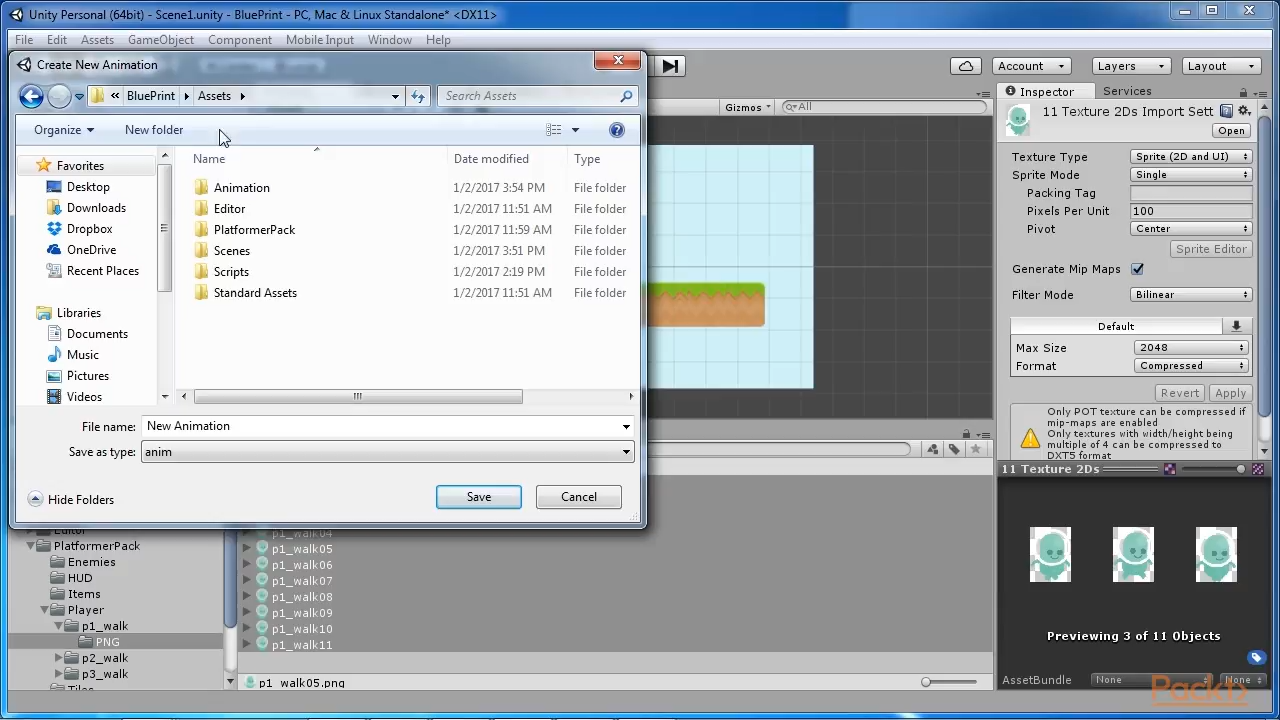 Unity Personal (64bit) - Scene1.unity - BluePrint - PC, Mac & Linux Standalone* <DX11>
File Edit Assets GameObject Component Mobile Input Window Help
Create New Animation
Account
Layers
Layout
BluePrint
Assets
Search Assets
Gizmos
All
Inspector
Services
11 Texture 2Ds Import Sett
Open
Organize
New folder
Favorites
Desktop
Downloads
Dropbox
OneDrive
Recent Places
Libraries
Documents
Music
Pictures
Videos
Name Date modified Type
Animation 1/2/2017 3:54 PM File folder
Editor 1/2/2017 11:51 AM File folder
PlatformerPack 1/2/2017 11:59 AM File folder
Scenes 1/2/2017 3:51 PM File folder
Scripts 1/2/2017 2:19 PM File folder
Standard Assets 1/2/2017 11:51 AM File folder
File name: New Animation
Save as type: anim
Hide Folders
Save
Cancel
Texture Type Sprite (2D and UI)
Sprite Mode Single
Packing Tag
Pixels Per Unit 100
Pivot Center
Sprite Editor
Generate Mip Maps
Filter Mode Bilinear
Default
Max Size 2048
Format Compressed
Revert
Apply
Only POT texture can be compressed if
mip-maps are enabled
Only textures with width/height being
multiple of 4 can be compressed to
DXT5 format
11 Texture 2Ds
Previewing 3 of 11 Objects
AssetBundle None None
Editor
PlatformerPack
Enemies
HUD
Items
Player
p1_walk
PNG
p2_walk
p3_walk
Tiles
p1_walk04
p1_walk05
p1_walk06
p1_walk07
p1_walk08
p1_walk09
p1_walk10
p1_walk11
p1_walk05.png
Packt>